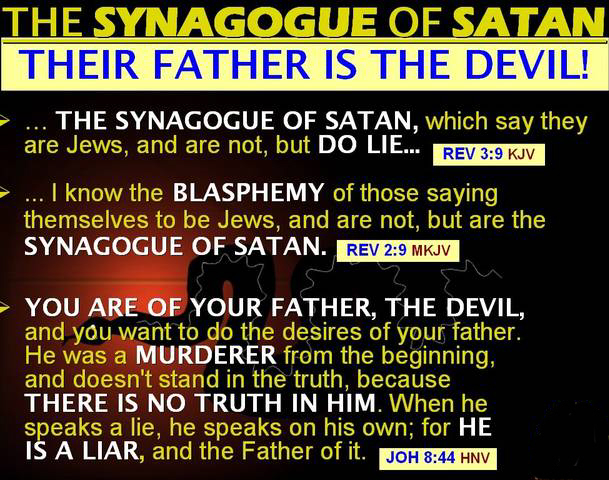 THE SYNAGOGUE OF SATAN
THEIR FATHER IS THE DEVIL!
... THE SYNAGOGUE OF SATAN, which say they
are Jews, and are not, but DO LIE... REV 3:9 KJV
... I know the BLASPHEMY of those saying
themselves to be Jews, and are not, but are the
SYNAGOGUE OF SATAN. REV 2:9 MKJV
YOU ARE OF YOUR FATHER, THE DEVIL,
and you want to do the desires of your father.
He was a MURDERER from the beginning,
and doesn't stand in the truth, because
THERE IS NO TRUTH IN HIM. When he
speaks a lie, he speaks on his own; for HE
IS A LIAR, and the Father of it. JOH 8:44 HNV